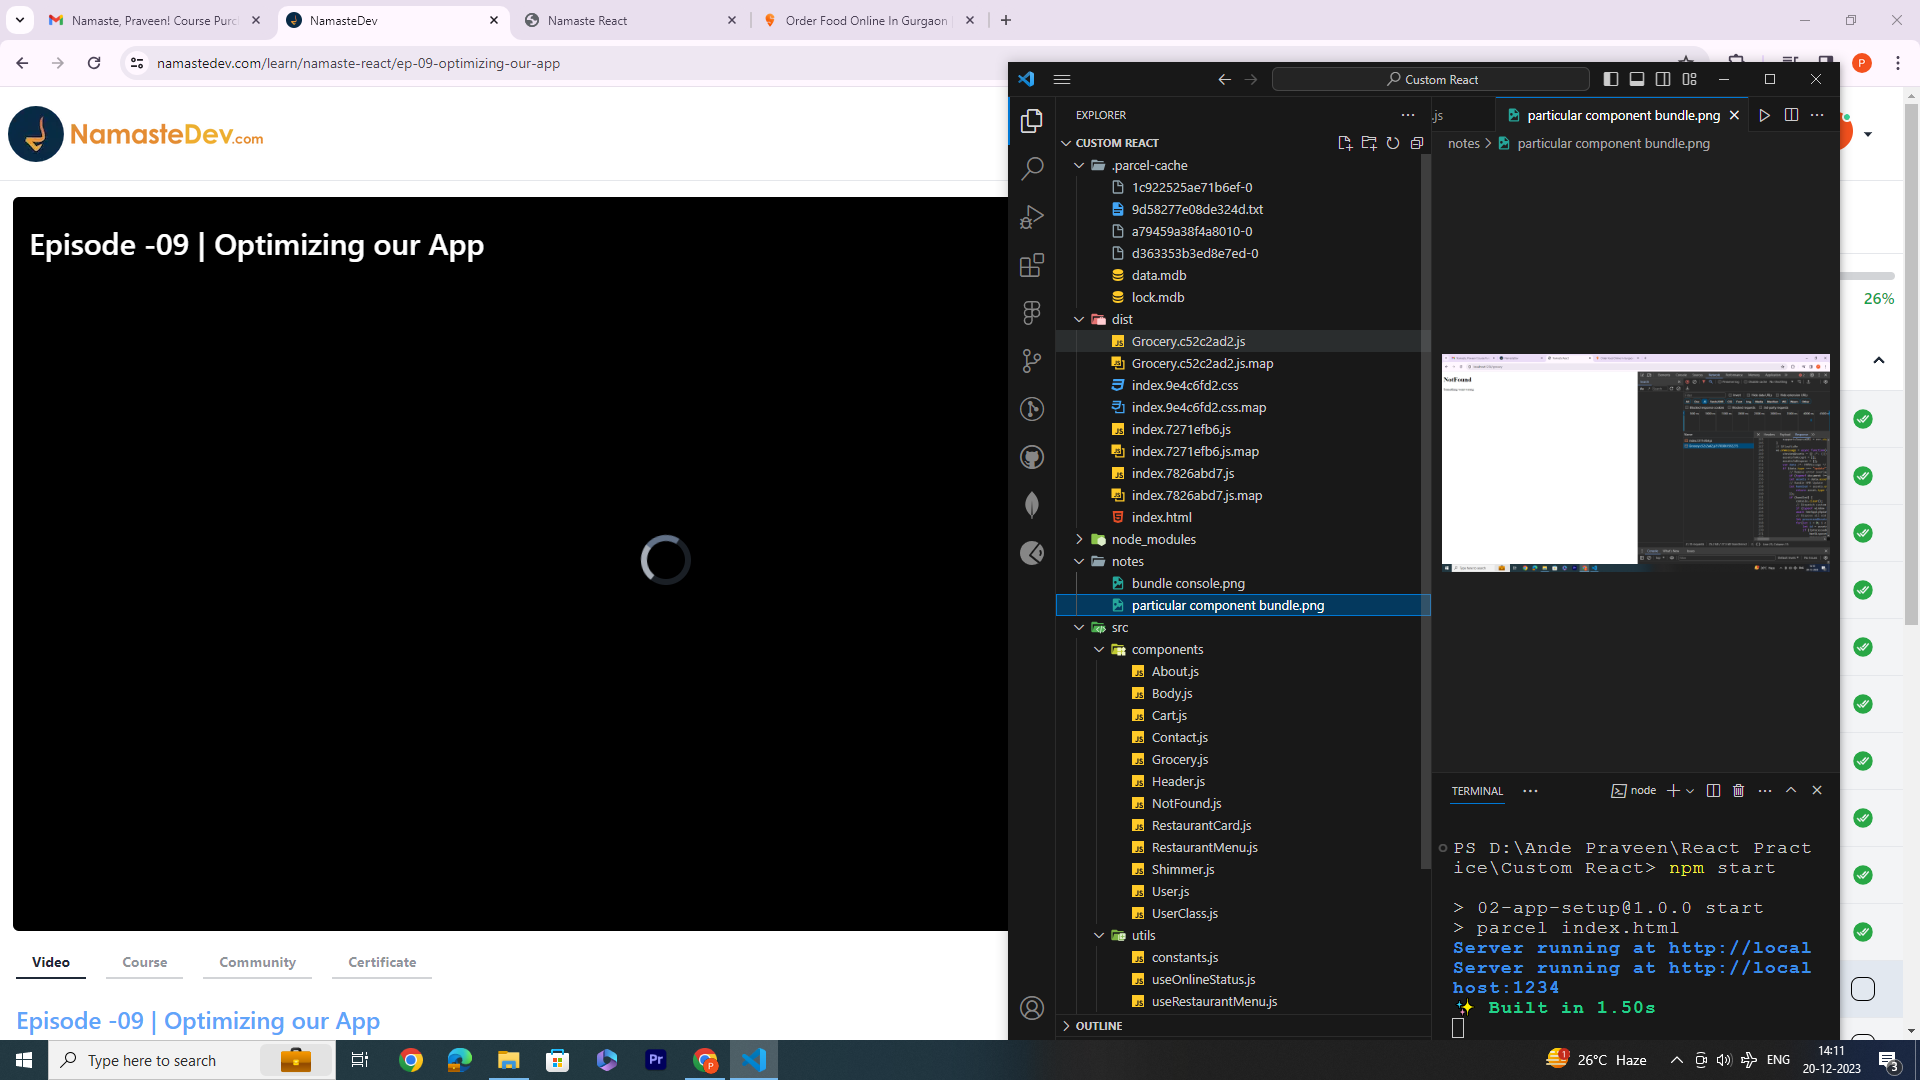 Namaste, Praveen! Course Purc
NamasteDev
Namaste React
Order Food Online In Gurgaon
namastedev.com/learn/namaste-react/ep-09-optimizing-our-app
P
NamasteDev.com
Episode -09 | Optimizing our App
26%
Video
Course
Community
Certificate
Episode -09 | Optimizing our App
Custom React
EXPLORER
CUSTOM REACT
.parcel-cache
1c922525ae71b6ef-0
9d58277e08de324d.txt
a79459a38f4a8010-0
d363353b3ed8e7ed-0
data.mdb
lock.mdb
dist
Grocery.c52c2ad2.js
Grocery.c52c2ad2.js.map
index.9e4c6fd2.css
index.9e4c6fd2.css.map
index.7271efb6.js
index.7271efb6.js.map
index.7826abd7.js
index.7826abd7.js.map
index.html
node_modules
notes
bundle console.png
particular component bundle.png
src
components
About.js
Body.js
Cart.js
Contact.js
Grocery.js
Header.js
NotFound.js
RestaurantCard.js
RestaurantMenu.js
Shimmer.js
User.js
UserClass.js
utils
constants.js
useOnlineStatus.js
useRestaurantMenu.js
OUTLINE
.js
particular component bundle.png
notes > particular component bundle.png
NotFound
TERMINAL
node
PS D:\Ande Praveen\React Pract
ice\Custom React> npm start
> 02-app-setup@1.0.0 start
> parcel index.html
Server running at http://local
Server running at http://local
host:1234
✨ Built in 1.50s
Type here to search
Pr
P
1
26°C Haze
ENG
14:11
20-12-2023
3